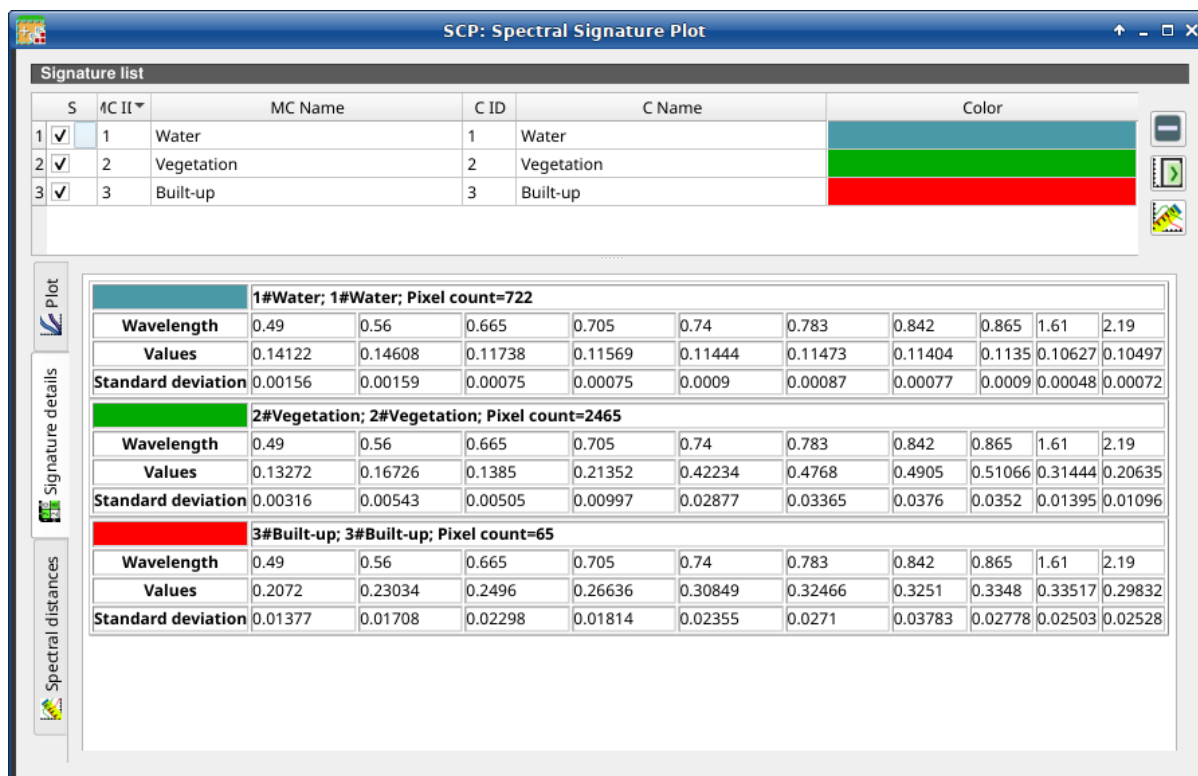 SCP: Spectral Signature Plot
Signature list
S MC ID MC Name C ID C Name Color
1 1 Water 1 Water
2 2 Vegetation 2 Vegetation
3 3 Built-up 3 Built-up
Plot
Signature details
Spectral distances
1#Water; 1#Water; Pixel count=722
Wavelength 0.49 0.56 0.665 0.705 0.74 0.783 0.842 0.865 1.61 2.19
Values 0.14122 0.14608 0.11738 0.11569 0.11444 0.11473 0.11404 0.1135 0.10627 0.10497
Standard deviation 0.00156 0.00159 0.00075 0.00075 0.0009 0.00087 0.00077 0.0009 0.00048 0.00072
2#Vegetation; 2#Vegetation; Pixel count=2465
Wavelength 0.49 0.56 0.665 0.705 0.74 0.783 0.842 0.865 1.61 2.19
Values 0.13272 0.16726 0.1385 0.21352 0.42234 0.4768 0.4905 0.51066 0.31444 0.20635
Standard deviation 0.00316 0.00543 0.00505 0.00997 0.02877 0.03365 0.0376 0.0352 0.01395 0.01096
3#Built-up; 3#Built-up; Pixel count=65
Wavelength 0.49 0.56 0.665 0.705 0.74 0.783 0.842 0.865 1.61 2.19
Values 0.2072 0.23034 0.2496 0.26636 0.30849 0.32466 0.3251 0.3348 0.33517 0.29832
Standard deviation 0.01377 0.01708 0.02298 0.01814 0.02355 0.0271 0.03783 0.02778 0.02503 0.02528